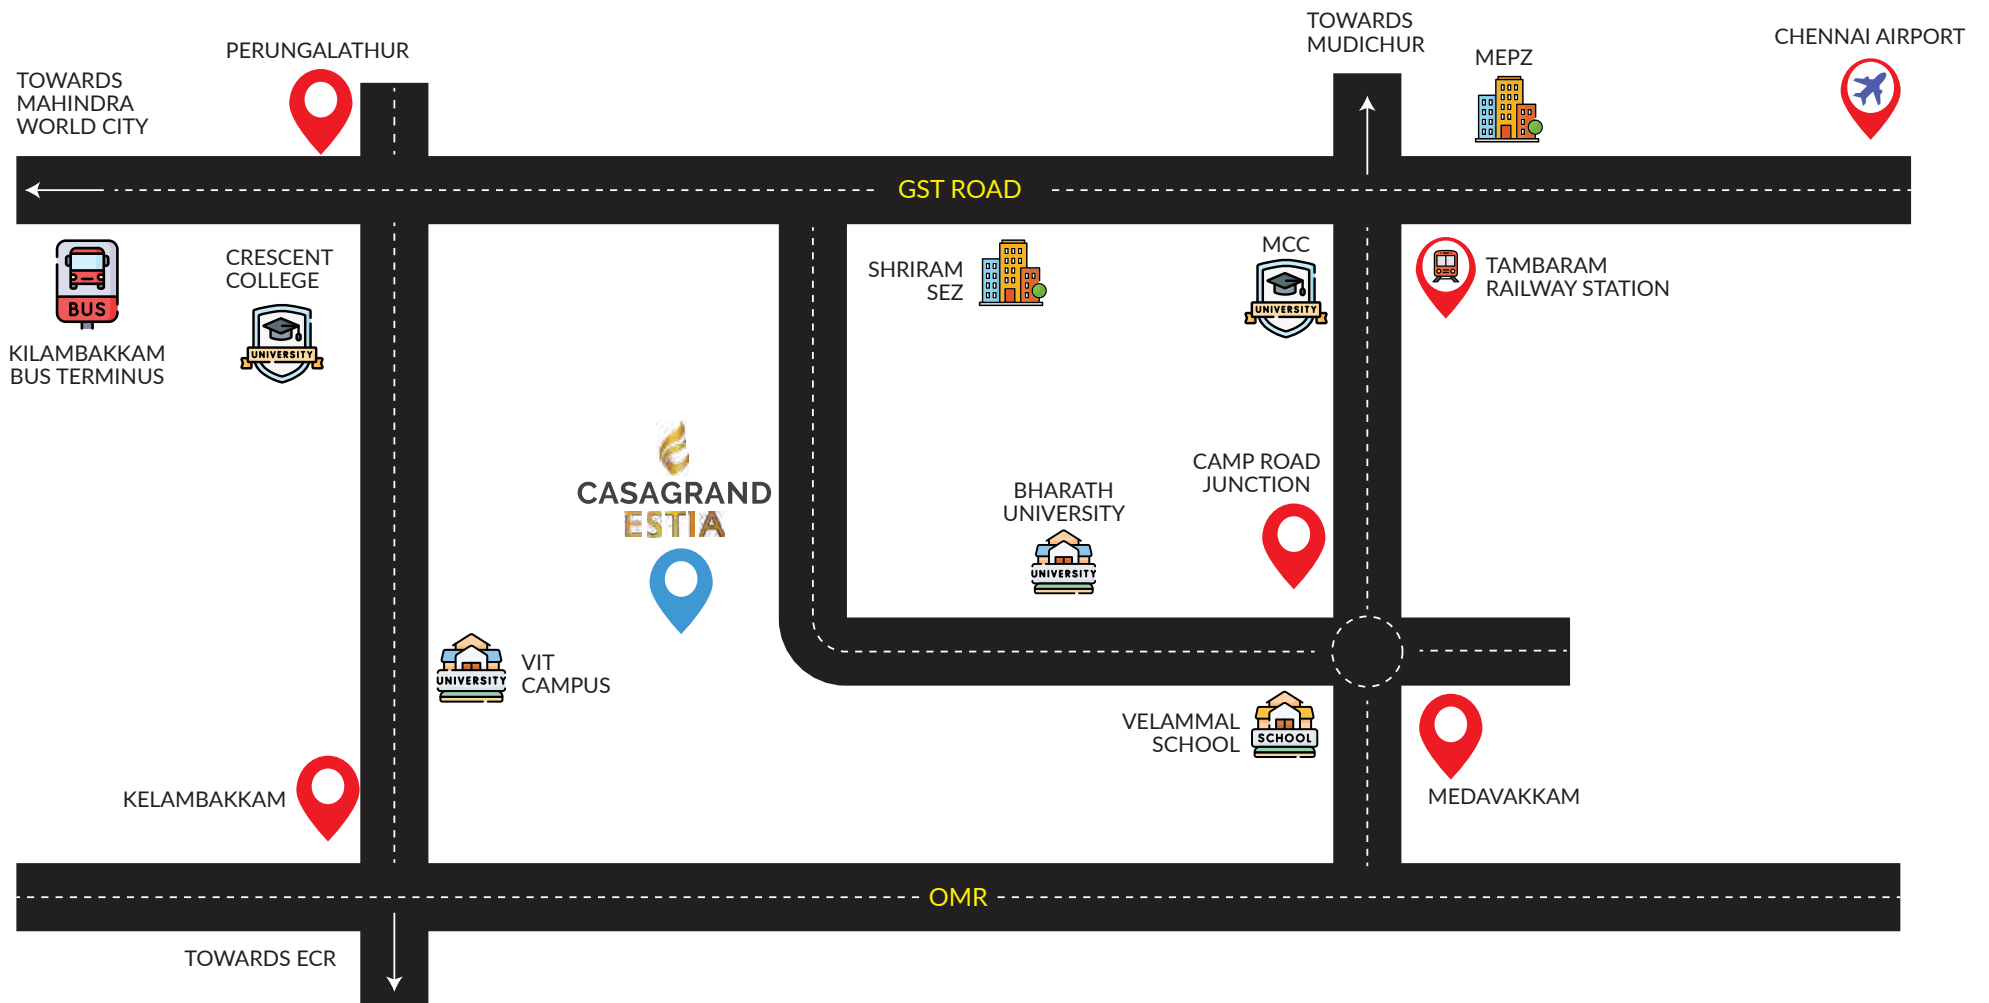 TOWARDS
MUDICHUR
CHENNAI AIRPORT
PERUNGALATHUR
MEPZ
TOWARDS
MAHINDRA
WORLD CITY
GST ROAD
BUS
KILAMBAKKAM
BUS TERMINUS
CRESCENT
COLLEGE
UNIVERSITY
SHRIRAM
SEZ
MCC
UNIVERSITY
TAMBARAM
RAILWAY STATION
CASAGRAND
ESTIA
BHARATH
UNIVERSITY
UNIVERSITY
CAMP ROAD
JUNCTION
UNIVERSITY
VIT
CAMPUS
VELAMMAL
SCHOOL
SCHOOL
MEDAVAKKAM
KELAMBAKKAM
OMR
TOWARDS ECR